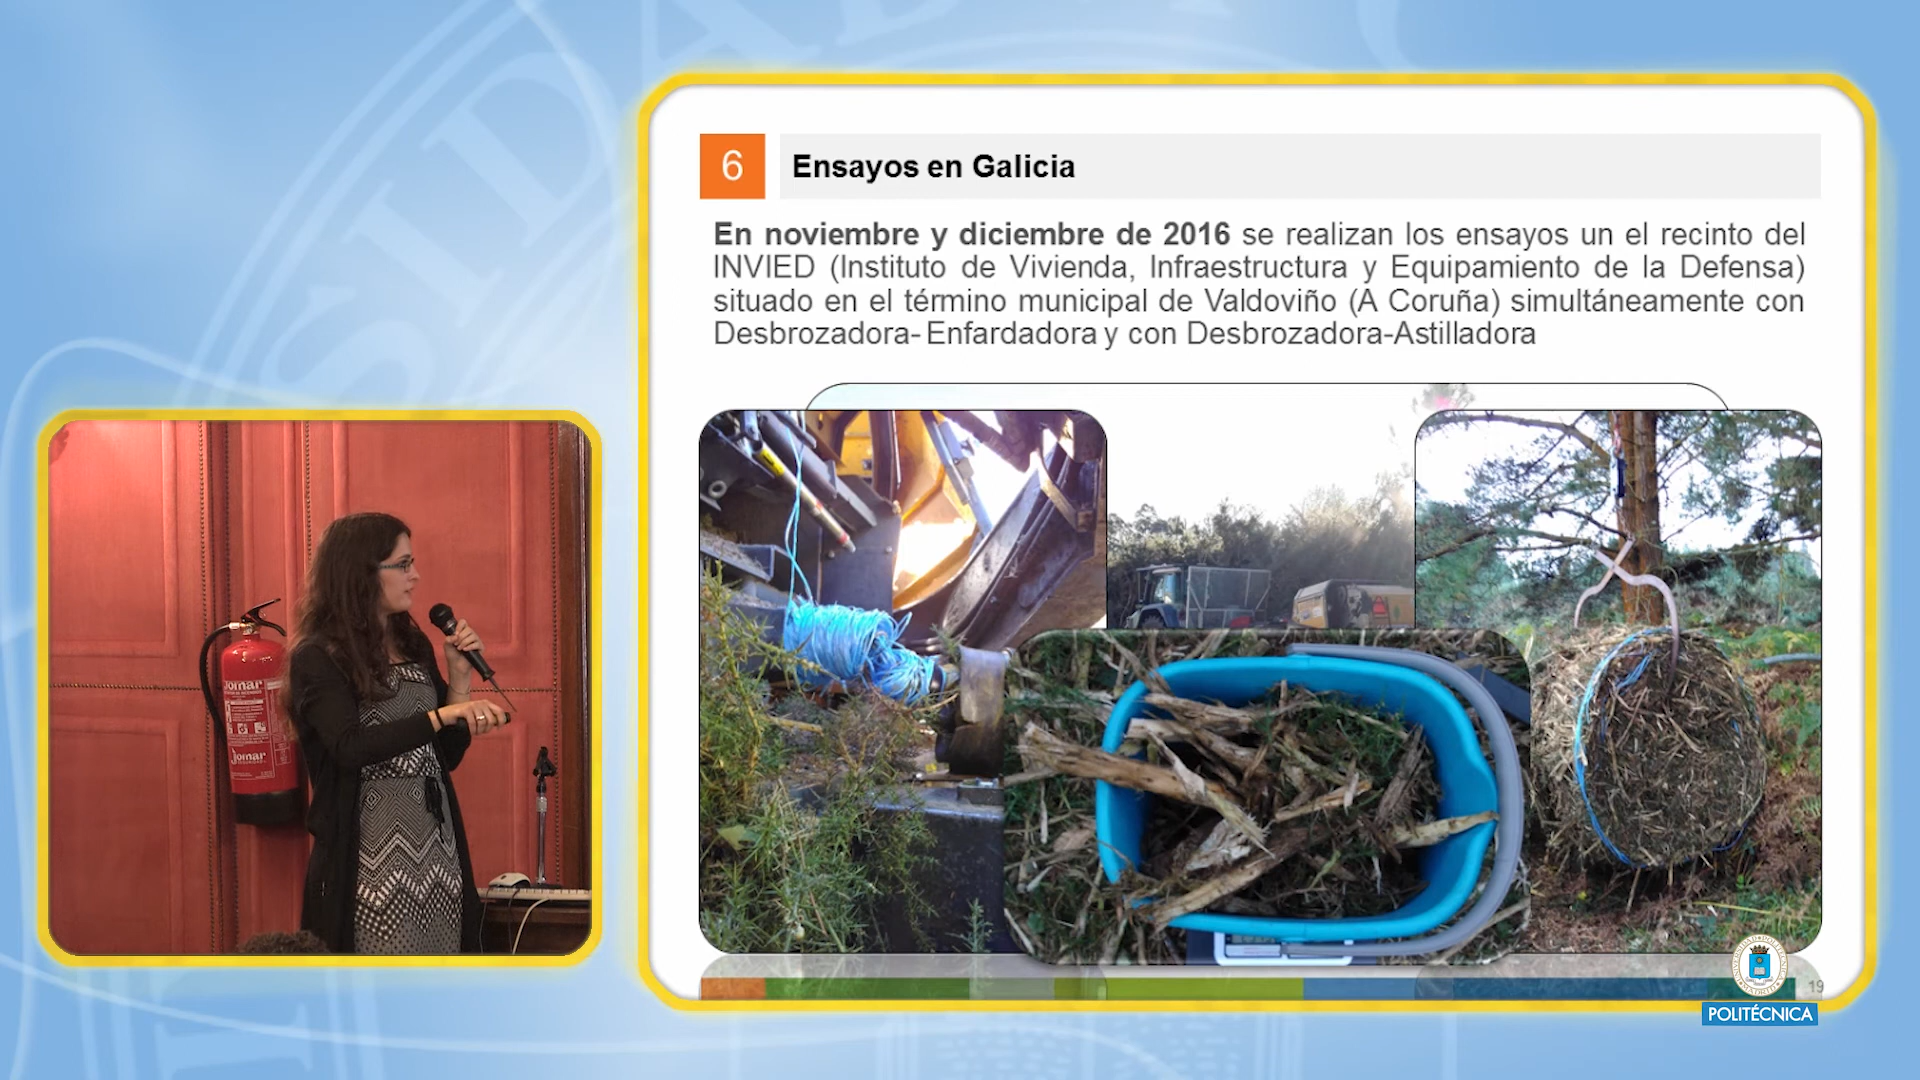 6
Ensayos en Galicia
En noviembre y diciembre de 2016 se realizan los ensayos un el recinto del
INVIED (Instituto de Vivienda, Infraestructura y Equipamiento de la Defensa)
situado en el término municipal de Valdoviño (A Coruña) simultáneamente con
Desbrozadora-Enfardadora y con Desbrozadora-Astilladora
Jomar
Jomar
19
POLITÉCNICA